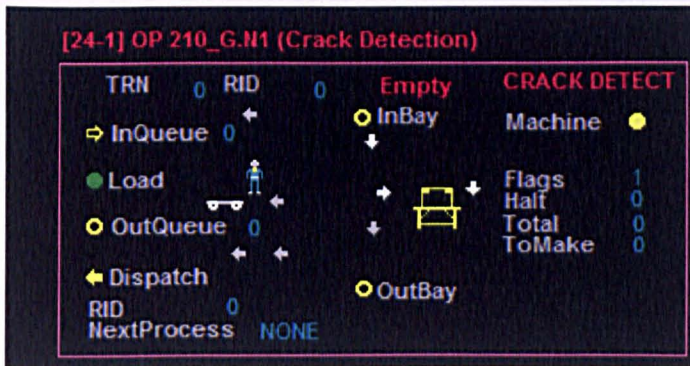 [24-1] OP 210_G.N1 (Crack Detection)
TRN 0 RID 0 Empty CRACK DETECT
InQueue 0 InBay Machine
Load Flags 1
Halt 0
OutQueue 0 Total 0
ToMake 0
Dispatch
OutBay
RID 0
NextProcess NONE